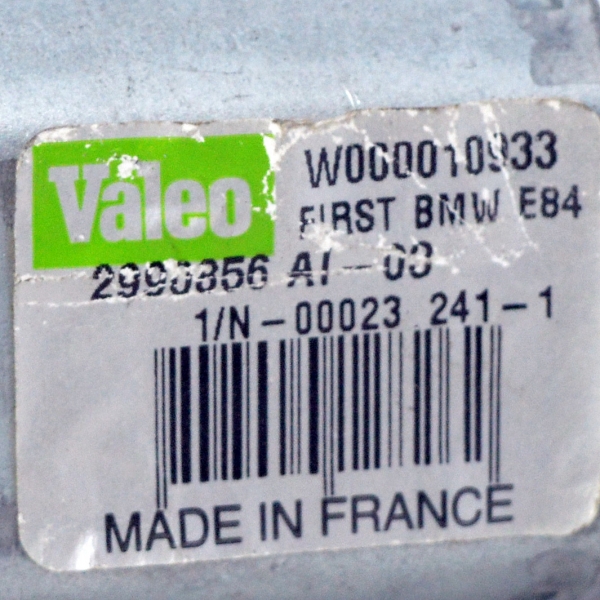 Valeo
W000010933
FIRST BMW E84
2990356 AI-03
1/N-00023 241-1
MADE IN FRANCE